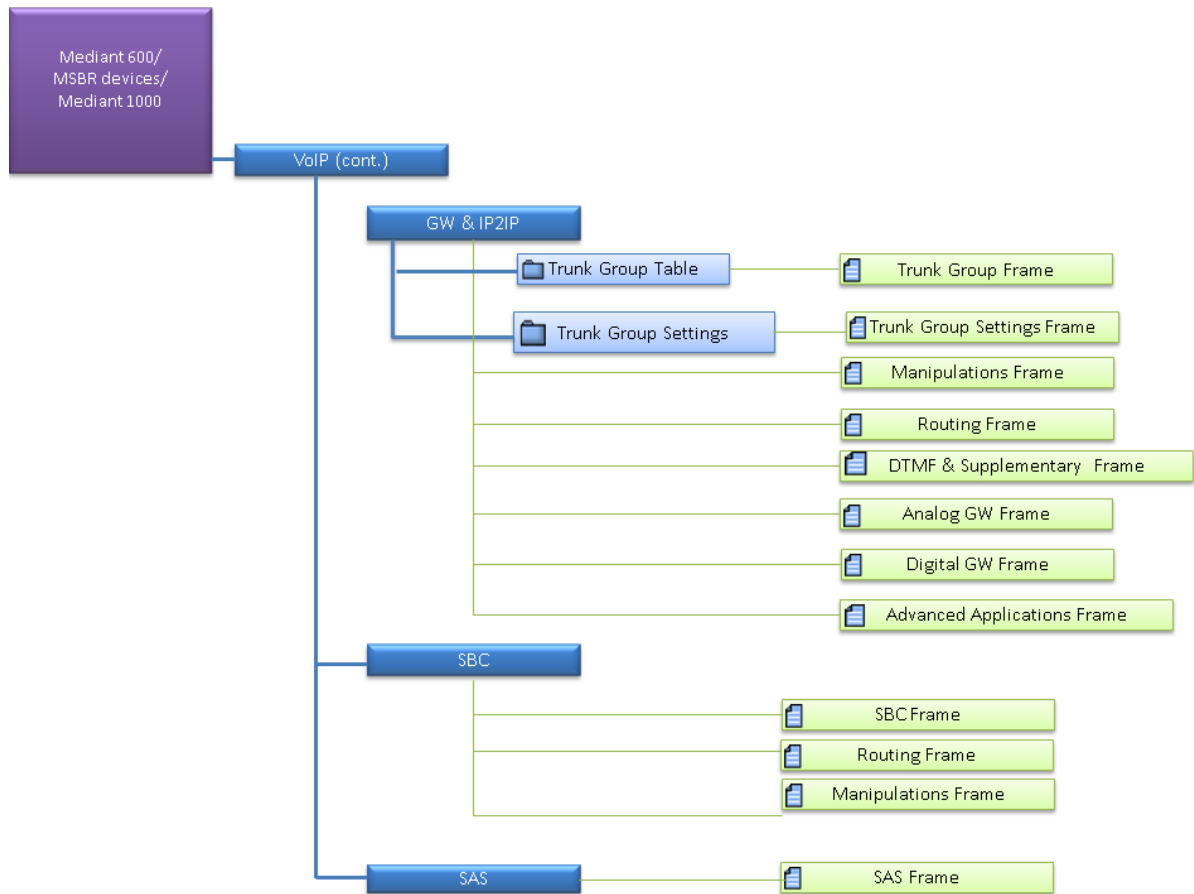 Mediant 600/
MSBR devices/
Mediant 1000
VoIP (cont.)
GW & IP2IP
Trunk Group Table
Trunk Group Frame
Trunk Group Settings
Trunk Group Settings Frame
Manipulations Frame
Routing Frame
DTMF & Supplementary Frame
Analog GW Frame
Digital GW Frame
Advanced Applications Frame
SBC
SBC Frame
Routing Frame
Manipulations Frame
SAS
SAS Frame